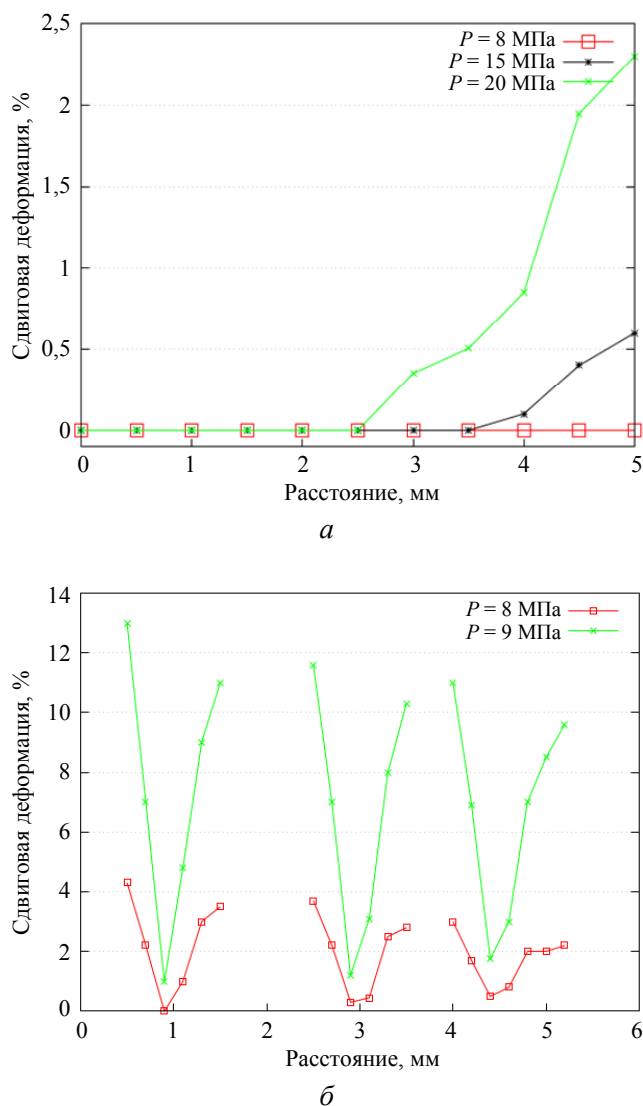 2,5
2
1,5
1
0,5
0
Сдвиговая деформация, %
P = 8 МПа
P = 15 МПа
P = 20 МПа
0 1 2 3 4 5
Расстояние, мм
а
14
12
10
8
6
4
2
0
Сдвиговая деформация, %
P = 8 МПа
P = 9 МПа
0 1 2 3 4 5 6
Расстояние, мм
б